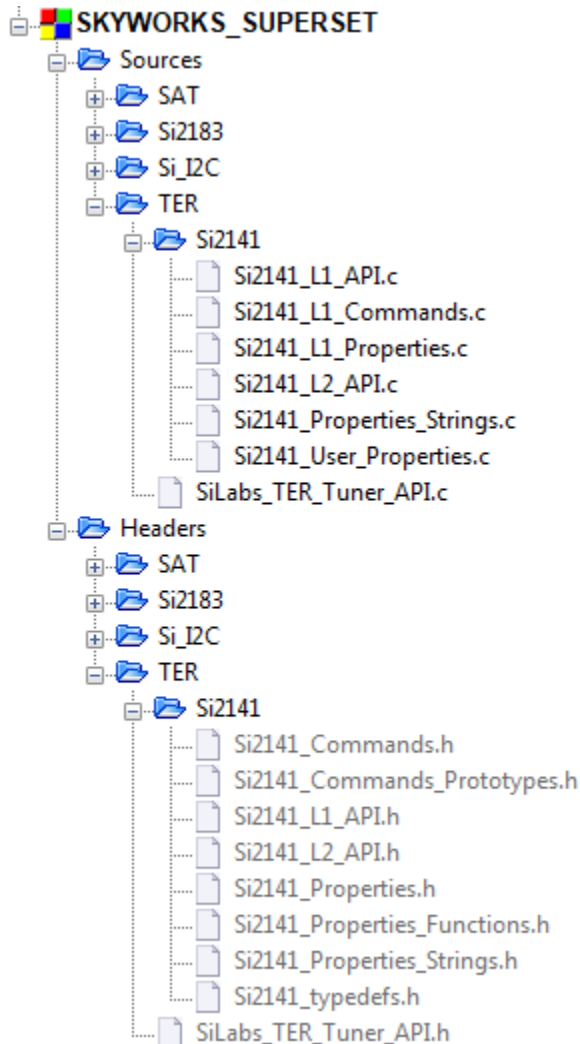 SKYWORKS_SUPERSET
Sources
SAT
Si2183
Si_I2C
TER
Si2141
Si2141_L1_API.c
Si2141_L1_Commands.c
Si2141_L1_Properties.c
Si2141_L2_API.c
Si2141_Properties_Strings.c
Si2141_User_Properties.c
SiLabs_TER_Tuner_API.c
Headers
SAT
Si2183
Si_I2C
TER
Si2141
Si2141_Commands.h
Si2141_Commands_Prototypes.h
Si2141_L1_API.h
Si2141_L2_API.h
Si2141_Properties.h
Si2141_Properties_Functions.h
Si2141_Properties_Strings.h
Si2141_typedefs.h
SiLabs_TER_Tuner_API.h